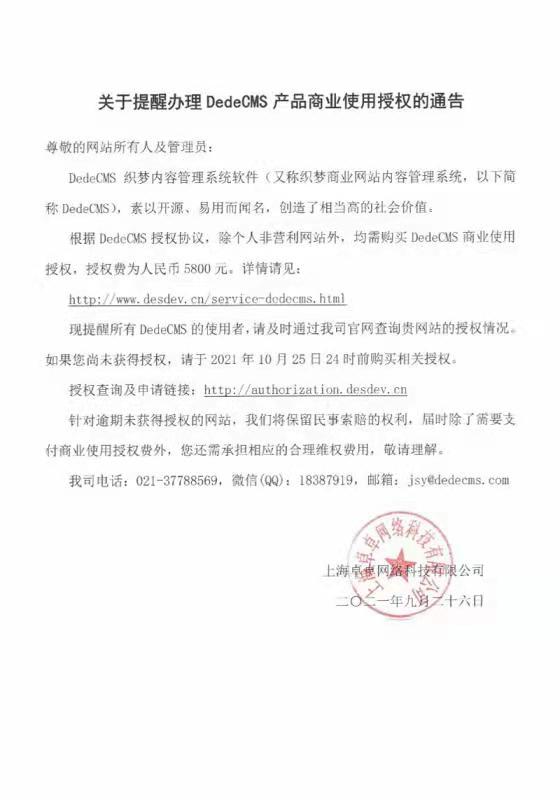 关于提醒办理 DedeCMS 产品商业使用授权的通告
尊敬的网站所有人及管理员：
DedeCMS 织梦内容管理系统软件（又称织梦商业网站内容管理系统，以下简
称 DedeCMS），素以开源、易用而闻名，创造了相当高的社会价值。
根据 DedeCMS 授权协议，除个人非营利网站外，均需购买 DedeCMS 商业使用
授权，授权费为人民币 5800 元。详情请见：
http://www.desdev.cn/service-dedecms.html
现提醒所有 DedeCMS 的使用者，请及时通过我司官网查询贵网站的授权情况。
如果您尚未获得授权，请于 2021 年 10 月 25 日 24 时前购买相关授权。
授权查询及申请链接：http://authorization.desdev.cn
针对逾期未获得授权的网站，我们将保留民事索赔的权利，届时除了需要支
付商业使用授权费外，您还需承担相应的合理维权费用，敬请理解。
我司电话：021-37788569，微信(QQ)：18387919，邮箱：jsy@dedecms.com
上海卓卓网络科技有限公司
上海卓卓网络科技有限公司
二〇二一年九月二十六日